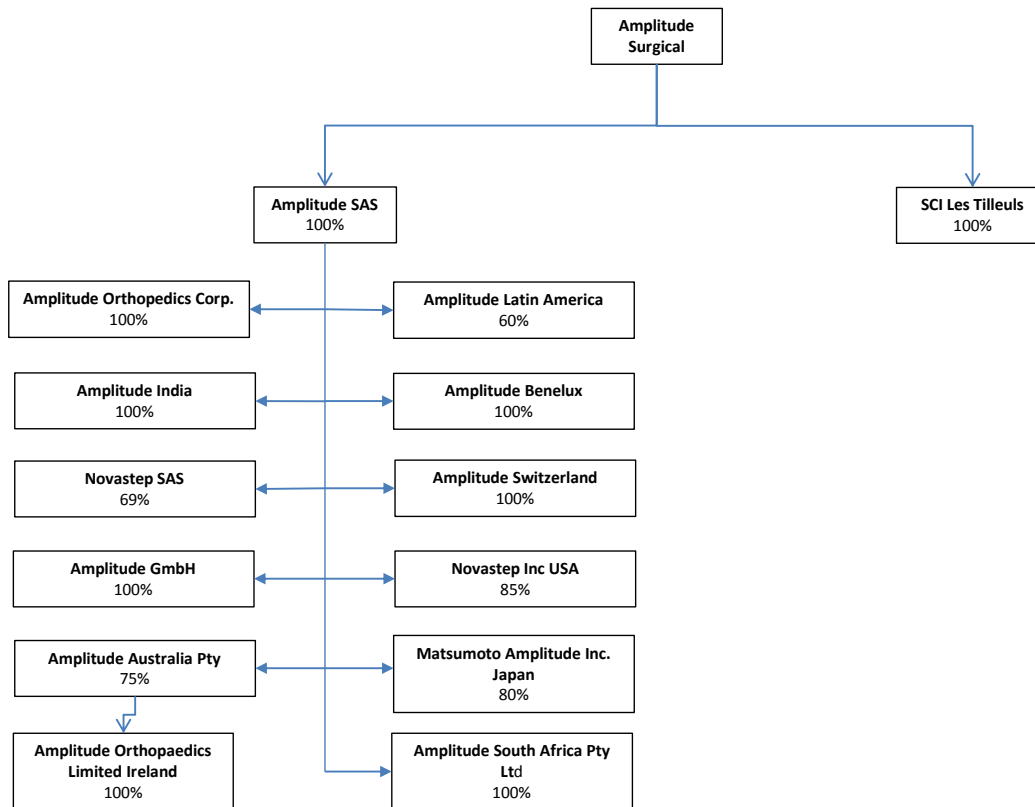 Amplitude
Surgical
Amplitude SAS
100%
SCI Les Tilleuls
100%
Amplitude Orthopedics Corp.
100%
Amplitude Latin America
60%
Amplitude India
100%
Amplitude Benelux
100%
Novastep SAS
69%
Amplitude Switzerland
100%
Amplitude GmbH
100%
Novastep Inc USA
85%
Amplitude Australia Pty
75%
Matsumoto Amplitude Inc.
Japan
80%
Amplitude Orthopaedics
Limited Ireland
100%
Amplitude South Africa Pty
Ltd
100%